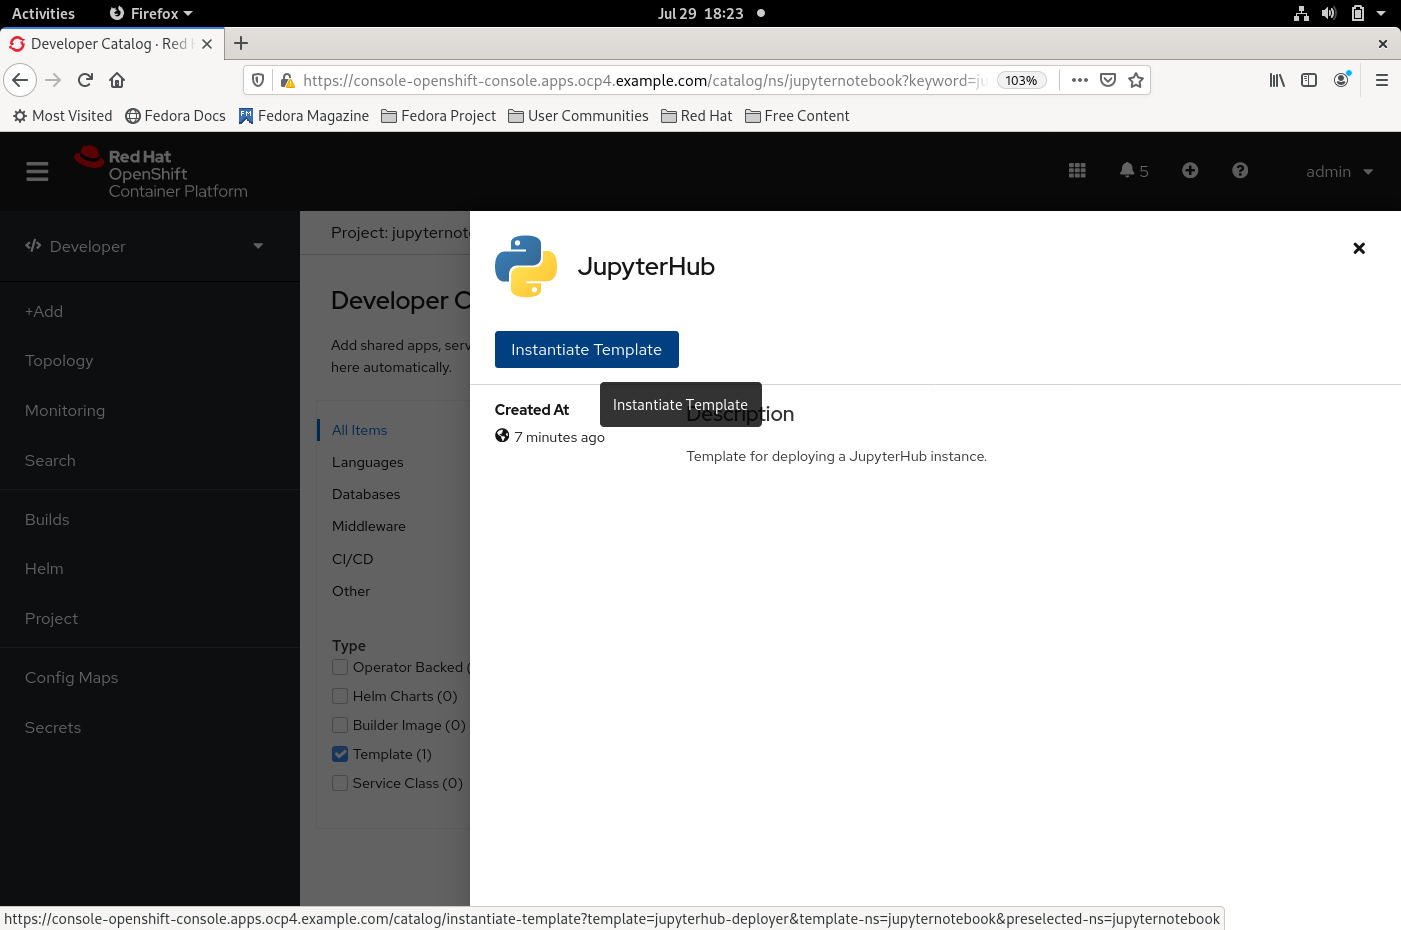 Activities Firefox Jul 29 18:23
Developer Catalog · Red
https://console-openshift-console.apps.ocp4.example.com/catalog/ns/jupyternotebook?keyword=ju 103%
Most Visited Fedora Docs Fedora Magazine Fedora Project User Communities Red Hat Free Content
Red Hat
OpenShift
Container Platform
5 admin
Developer
+Add
Topology
Monitoring
Search
Builds
Helm
Project
Config Maps
Secrets
Project: jupyternot
Developer C
Add shared apps, serv
here automatically.
All Items
Languages
Databases
Middleware
CI/CD
Other
Type
Operator Backed (
Helm Charts (0)
Builder Image (0)
Template (1)
Service Class (0)
JupyterHub
Instantiate Template
Instantiate Template
Created At
7 minutes ago
Description
Template for deploying a JupyterHub instance.
https://console-openshift-console.apps.ocp4.example.com/catalog/instantiate-template?template=jupyterhub-deployer&template-ns=jupyternotebook&preselected-ns=jupyternotebook